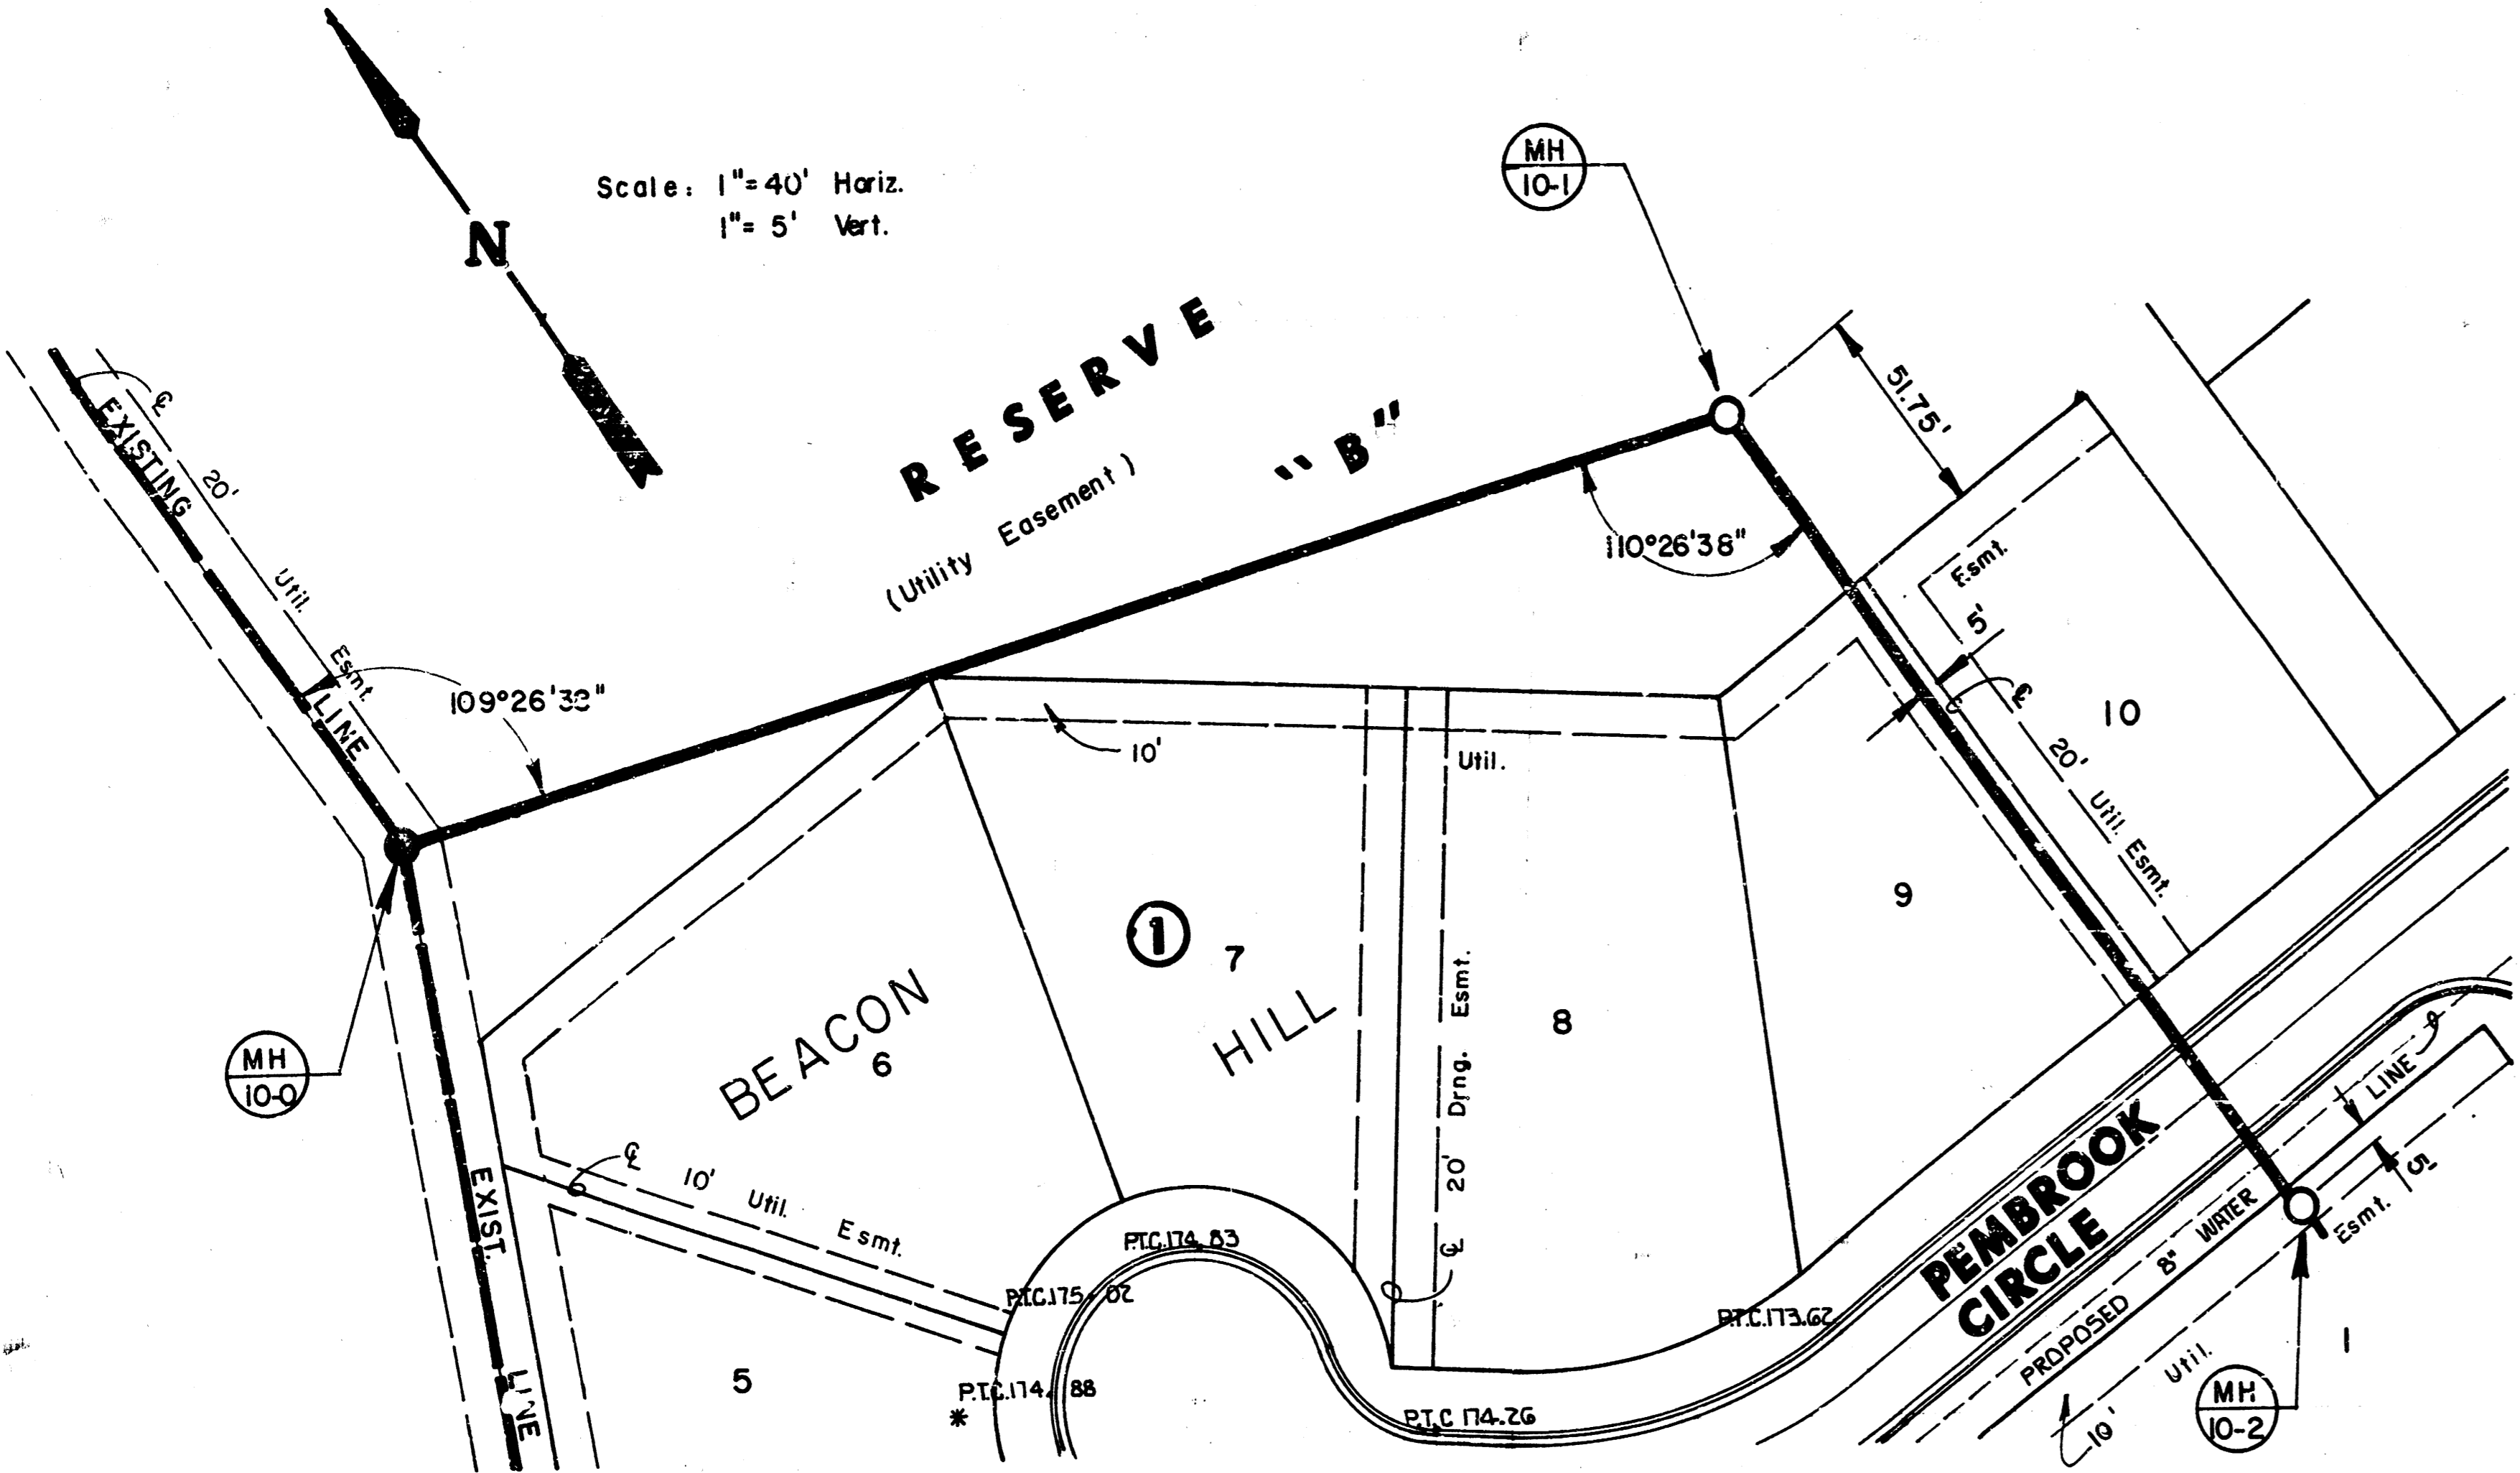 N
Scale: 1"=40' Horiz.
1"= 5' Vert.
MH
10-1
RESERVE "B"
(Utility Easement)
51.75'
110°26'38"
℄
EXISTING LINE
20' Util. Esmt.
109°26'32"
Esmt.
5'
℄
20' Util. Esmt.
10
10'
Util.
9
MH
10-0
1
7
BEACON HILL
6
8
℄ 20' Drng. Esmt.
℄
10' Util. Esmt.
EXIST. LINE
P.T.C. 174.83
P.T.C. 175.02
P.T.C. 173.62
P.T.C. 174.88
*
P.T.C 174.26
5
PEMBROOK
CIRCLE
PROPOSED 8" WATER LINE
5'
10' Util. Esmt.
1
MH
10-2